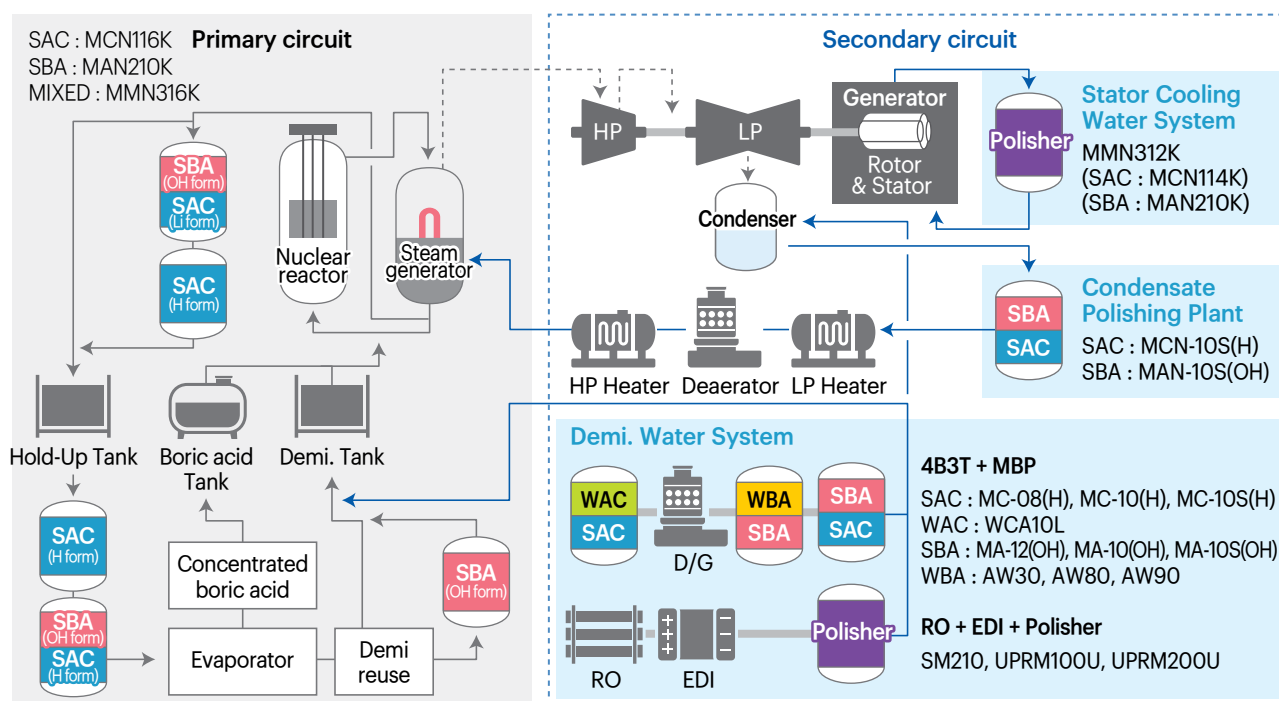 SAC : MCN116K
SBA : MAN210K
MIXED : MMN316K
Primary circuit
SBA
(OH form)
SAC
(Li form)
SAC
(H form)
Nuclear
reactor
Steam
generator
Hold-Up Tank
Boric acid
Tank
Demi. Tank
SAC
(H form)
SBA
(OH form)
SAC
(H form)
Concentrated
boric acid
Evaporator
Demi
reuse
SBA
(OH form)
Secondary circuit
HP
LP
Generator
Rotor
& Stator
Polisher
Stator Cooling
Water System
MMN312K
(SAC : MCN114K)
(SBA : MAN210K)
Condenser
SBA
SAC
Condensate
Polishing Plant
SAC : MCN-10S(H)
SBA : MAN-10S(OH)
HP Heater
Deaerator
LP Heater
Demi. Water System
WAC
SAC
D/G
WBA
SBA
SBA
SAC
4B3T + MBP
SAC : MC-08(H), MC-10(H), MC-10S(H)
WAC : WCA10L
SBA : MA-12(OH), MA-10(OH), MA-10S(OH)
WBA : AW30, AW80, AW90
RO
EDI
Polisher
RO + EDI + Polisher
SM210, UPRM100U, UPRM200U